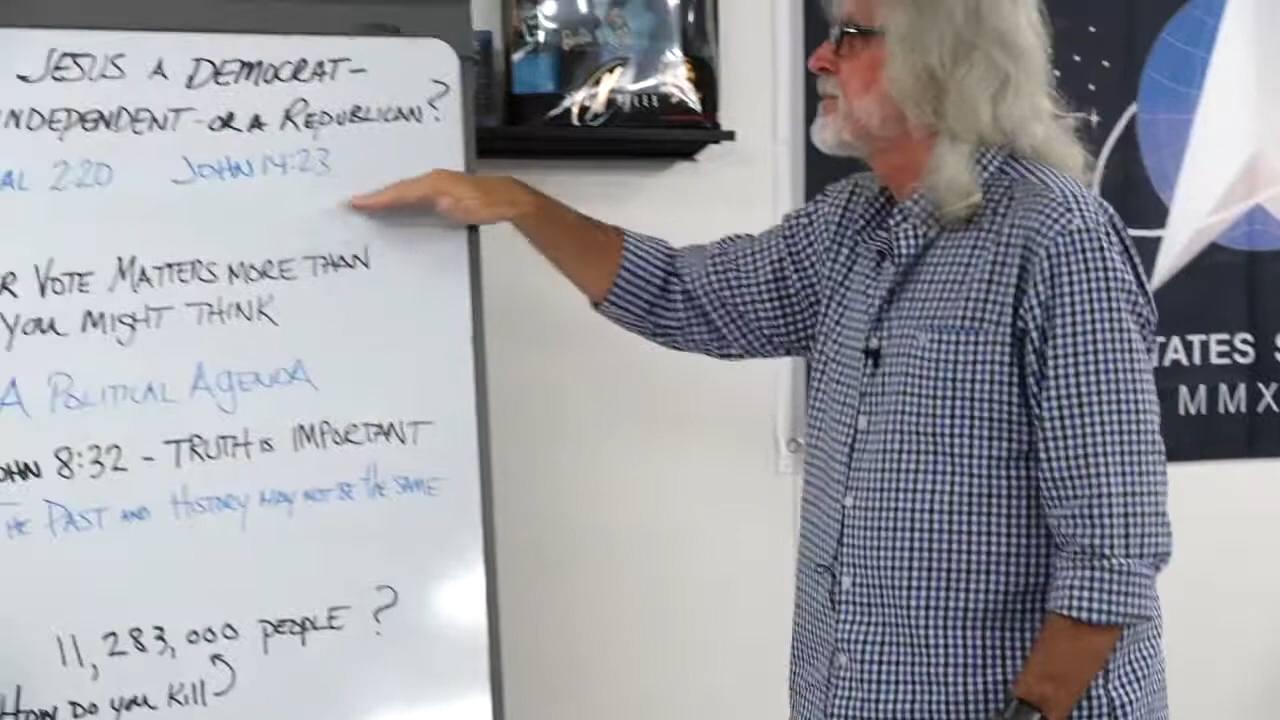 JESUS A DEMOCRAT-
INDEPENDENT-OR A REPUBLICAN?
AL 2:20 JOHN 14:23
R VOTE MATTERS MORE THAN
YOU MIGHT THINK
A POLITICAL AGENDA
OHN 8:32 - TRUTH IS IMPORTANT
THE PAST AND HISTORY MAY NOT BE THE SAME
11,283,000 PEOPLE?
HOW DO YOU KILL
TATES S
MMX